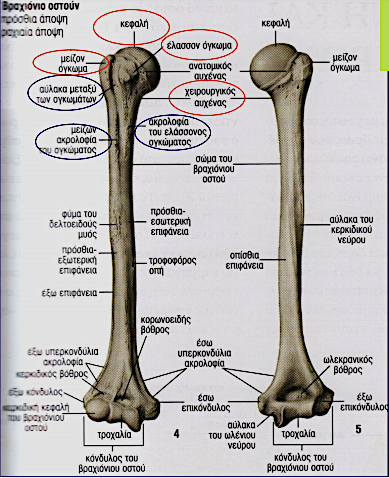 Βραχιόνιο οστούν
πρόσθια άποψη
ραχιαία άποψη
κεφαλή
έλασσον όγκωμα
μείζον
όγκωμα
ανατομικός
αυχένας
αύλακα μεταξύ
των ογκωμάτων
χειρουργικός
αυχένας
μείζων
ακρολοφία
του ογκώματος
ακρολοφία
του ελάσσονος
ογκώματος
σώμα του
βραχιόνιου
οστού
φύμα του
δελτοειδούς
μυός
πρόσθια-
εσωτερική
επιφάνεια
πρόσθια-
εξωτερική
επιφάνεια
τροφοφόρος
οπή
έξω επιφάνεια
κορωνοειδής
βόθρος
έξω υπερκονδύλια
ακρολοφία
κερκιδικός βόθρος
έσω
υπερκονδύλια
ακρολοφία
έξω κόνδυλος
κερκιδική κεφαλή
του βραχιόνιου
οστού
έσω
επικόνδυλος
τροχαλία
4
κόνδυλος του
βραχιόνιου οστού
κεφαλή
μείζον
όγκωμα
αύλακα του
κερκιδικού
νεύρου
οπίσθια
επιφάνεια
ωλεκρανικός
βόθρος
έξω
επικόνδυλος
αύλακα
του ωλένιου
νεύρου
τροχαλία
5
κόνδυλος του
βραχιόνιου οστού